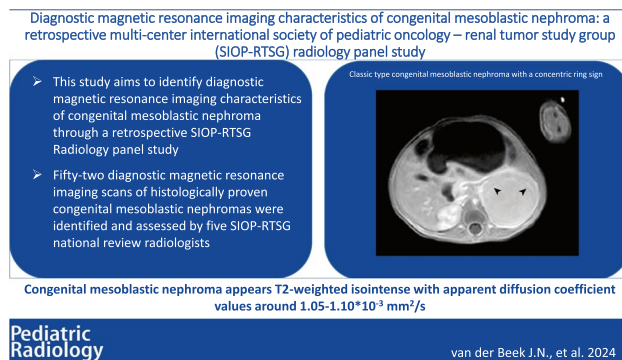 Diagnostic magnetic resonance imaging characteristics of congenital mesoblastic nephroma: a
retrospective multi-center international society of pediatric oncology – renal tumor study group
(SIOP-RTSG) radiology panel study
➢ This study aims to identify diagnostic
magnetic resonance imaging characteristics
of congenital mesoblastic nephroma
through a retrospective SIOP-RTSG
Radiology panel study
➢ Fifty-two diagnostic magnetic resonance
imaging scans of histologically proven
congenital mesoblastic nephromas were
identified and assessed by five SIOP-RTSG
national review radiologists
Classic type congenital mesoblastic nephroma with a concentric ring sign
Congenital mesoblastic nephroma appears T2-weighted isointense with apparent diffusion coefficient
values around 1.05-1.10*10⁻³ mm²/s
Pediatric
Radiology
van der Beek J.N., et al. 2024